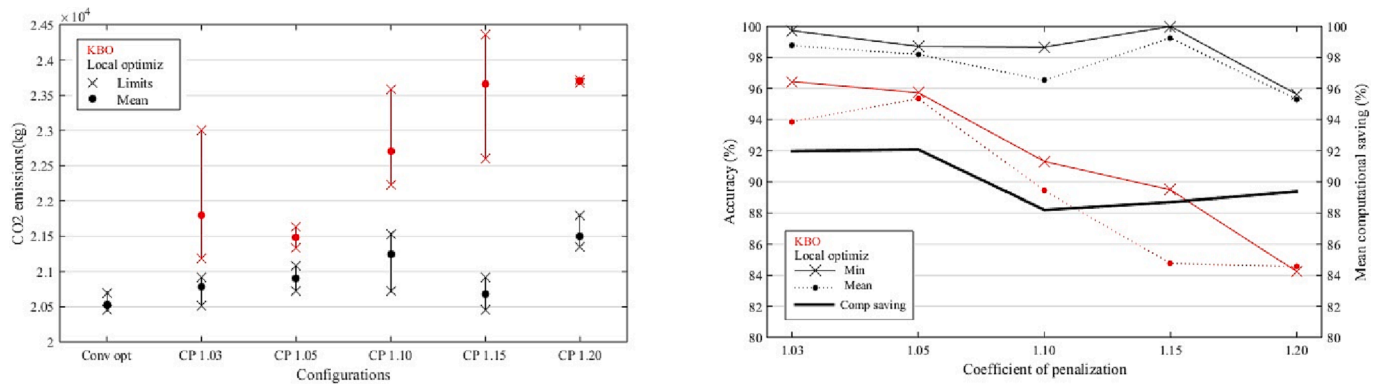 ×10⁴
2.45
2.4
2.35
2.3
2.25
2.2
2.15
2.1
2.05
2
CO2 emissions(kg)
KBO
Local optimiz
Limits
Mean
Conv opt
CP 1.03
CP 1.05
CP 1.10
CP 1.15
CP 1.20
Configurations
100
98
96
94
92
90
88
86
84
82
80
Accuracy (%)
KBO
Local optimiz
Min
Mean
Comp saving
1.03
1.05
1.10
1.15
1.20
Coefficient of penalization
100
98
96
94
92
90
88
86
84
82
80
Mean computational saving (%)